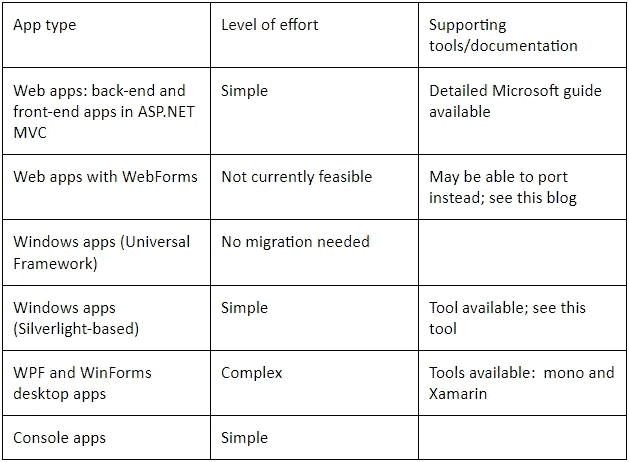 App type
Level of effort
Supporting
tools/documentation
Web apps: back-end and
front-end apps in ASP.NET
MVC
Simple
Detailed Microsoft guide
available
Web apps with WebForms
Not currently feasible
May be able to port
instead; see this blog
Windows apps (Universal
Framework)
No migration needed
Windows apps
(Silverlight-based)
Simple
Tool available; see this
tool
WPF and WinForms
desktop apps
Complex
Tools available:  mono and
Xamarin
Console apps
Simple